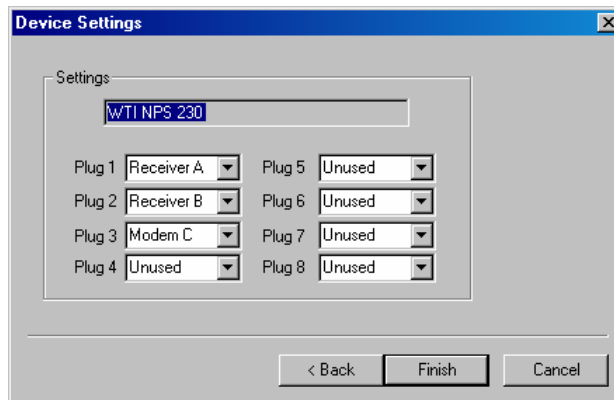 Device Settings
Settings
WTI NPS 230
Plug 1 Receiver A Plug 5 Unused
Plug 2 Receiver B Plug 6 Unused
Plug 3 Modem C Plug 7 Unused
Plug 4 Unused Plug 8 Unused
< Back Finish Cancel